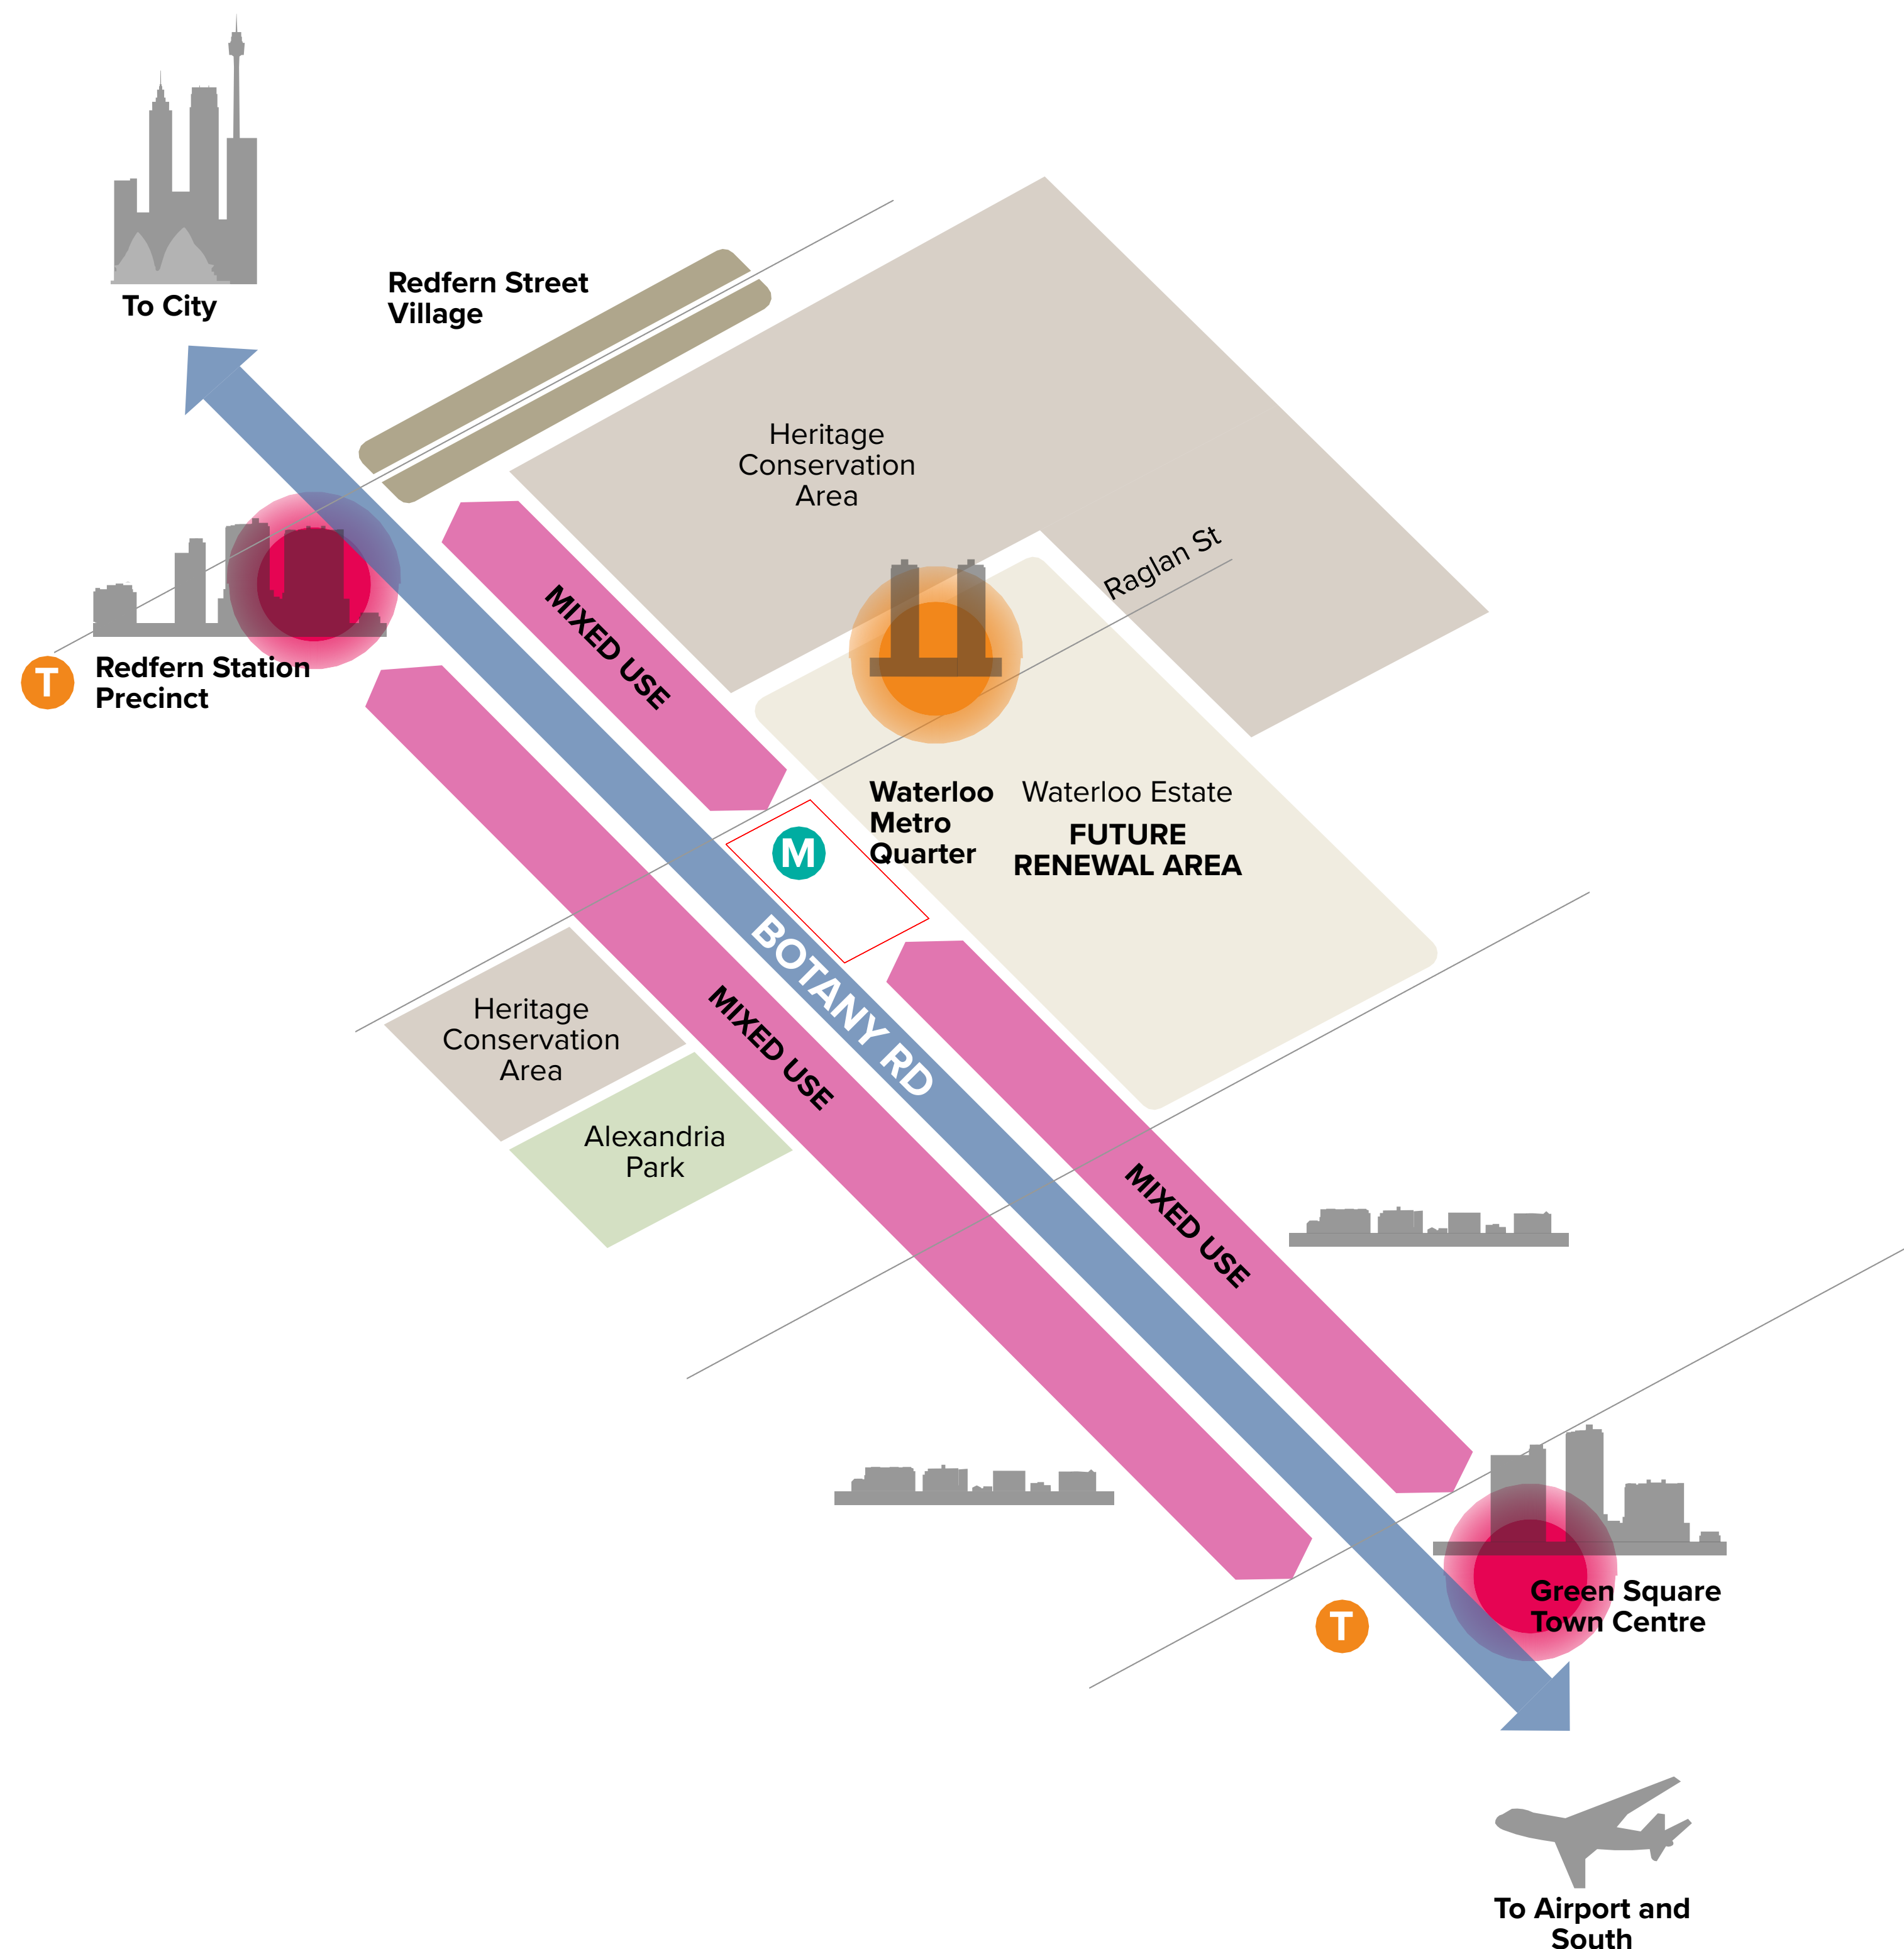 To City
Redfern Street
Village
Heritage
Conservation
Area
Raglan St
MIXED USE
T
Redfern Station
Precinct
Waterloo
Metro
Quarter
Waterloo Estate
FUTURE
RENEWAL AREA
M
BOTANY RD
MIXED USE
Heritage
Conservation
Area
Alexandria
Park
MIXED USE
Green Square
Town Centre
T
To Airport and
South